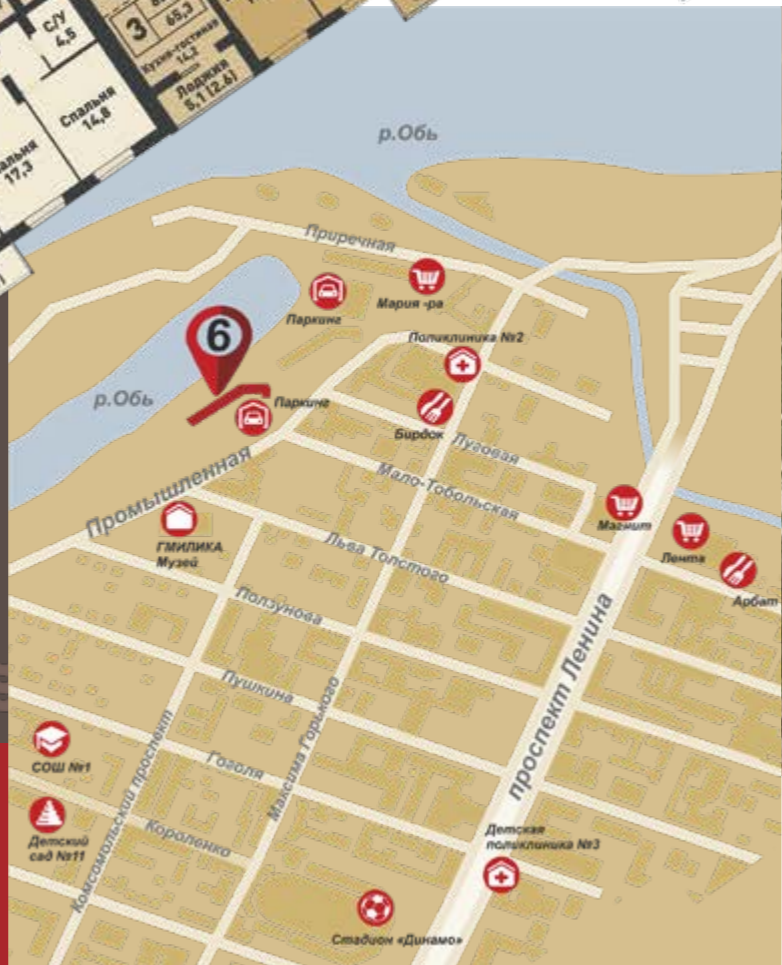 С/У
4,5
3
65,3
Кухня-гостиная
14,2
Лоджия
5,1 (2.6)
Спальня
14,8
17,3
р.Обь
Приречная
Паркинг
Мария -ра
Поликлиника №2
6
р.Обь
Паркинг
Бирдок
Луговая
Промышленная
Мало-Тобольская
Магнит
ГМИЛИКА
Музей
Льва Толстого
Лента
Арбат
Ползунова
Пушкина
проспект Ленина
Максима Горького
СОШ №1
Гоголя
Комсомольский проспект
Детский
сад №11
Короленко
Детская
поликлиника №3
Стадион «Динамо»